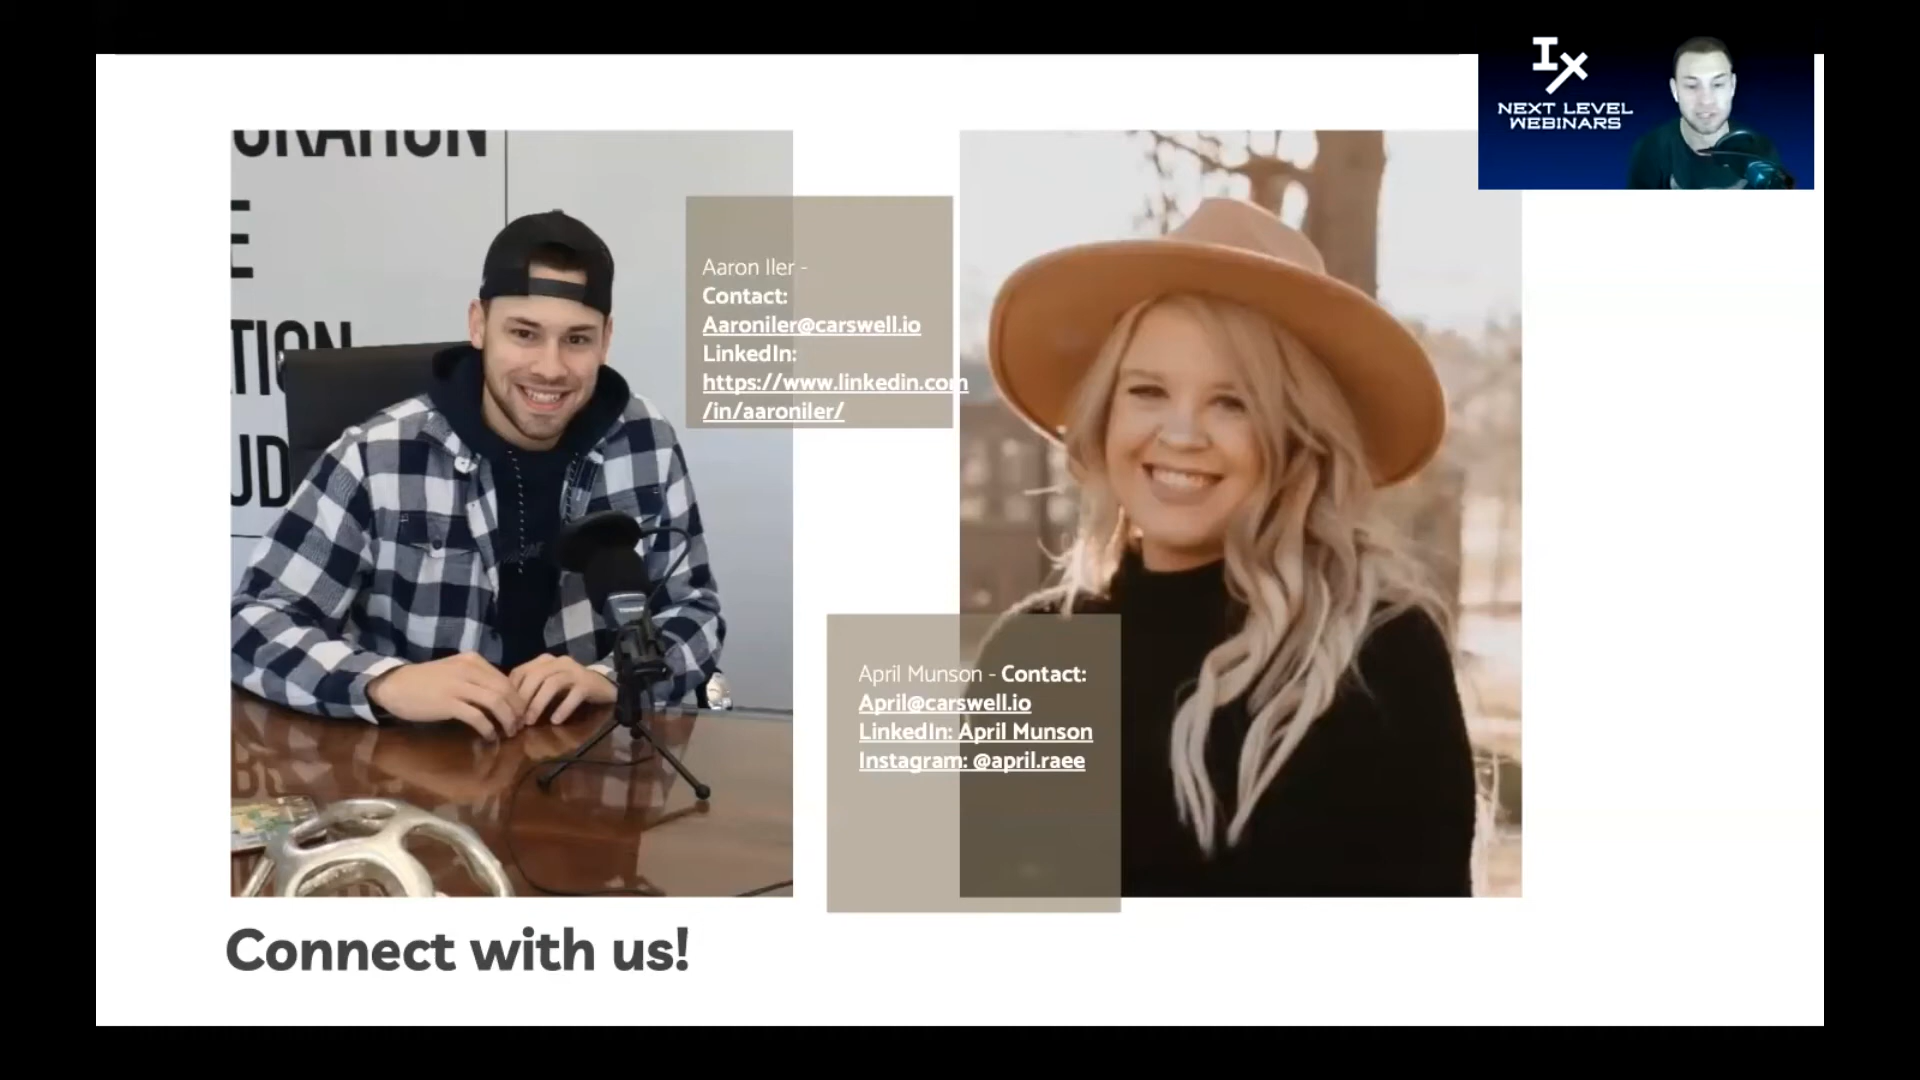 IX
NEXT LEVEL
WEBINARS
Aaron Iler -
Contact:
Aaroniler@carswell.io
LinkedIn:
https://www.linkedin.com
/in/aaroniler/
April Munson - Contact:
April@carswell.io
LinkedIn: April Munson
Instagram: @april.raee
Connect with us!